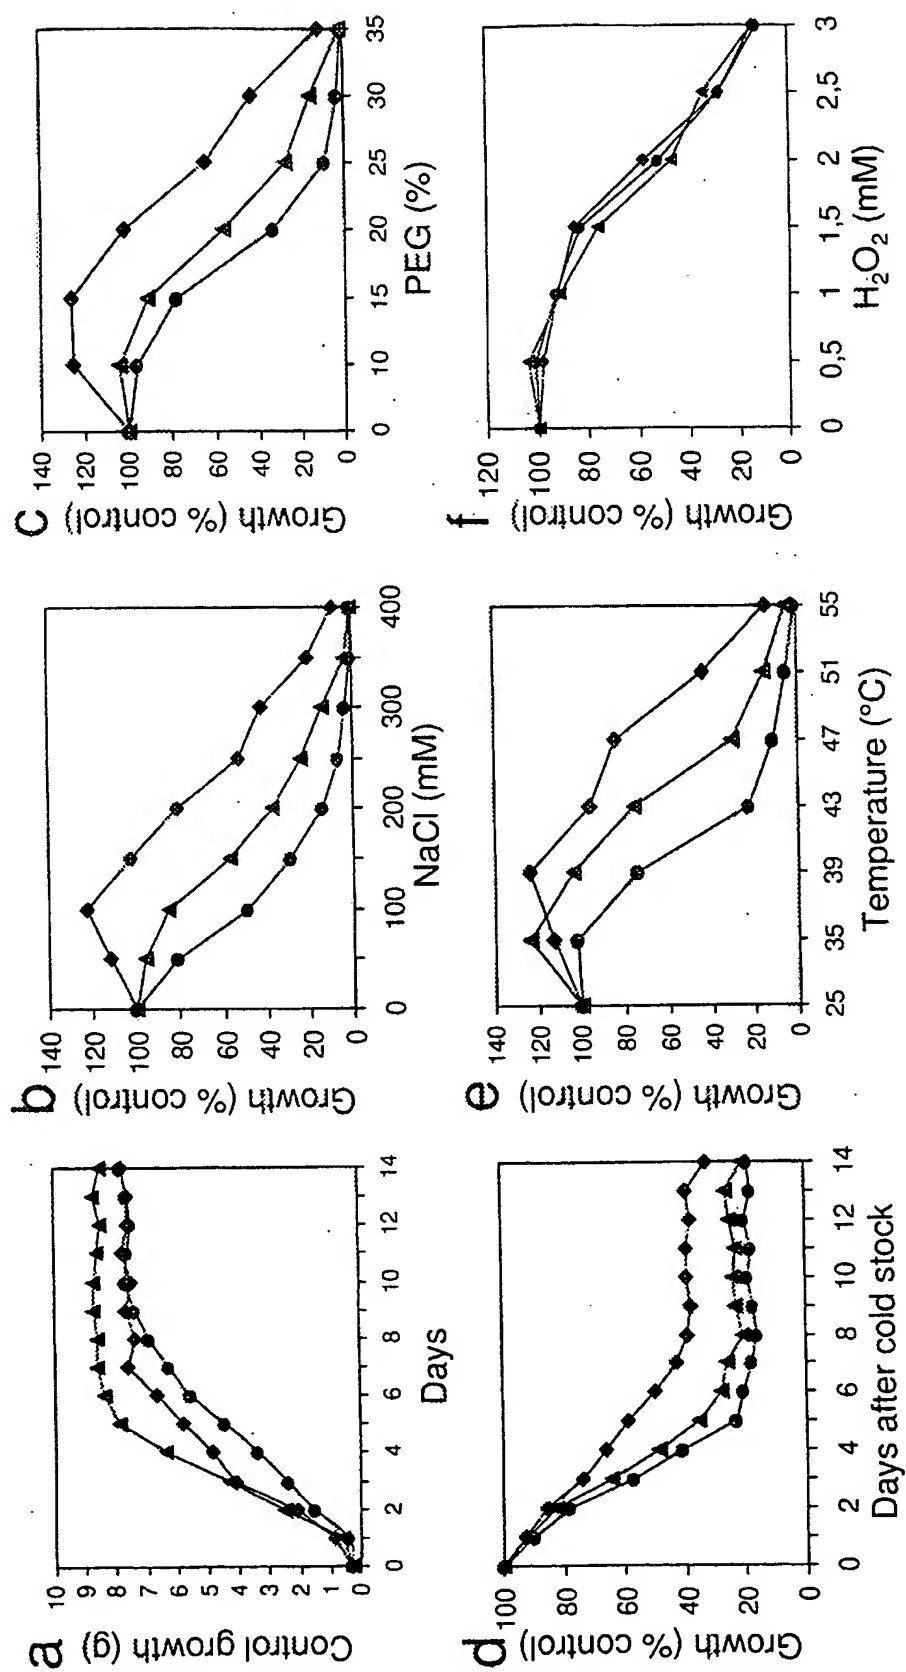 a
Control growth (g)
10
9
8
7
6
5
4
3
2
1
0
0 2 4 6 8 10 12 14
Days
b
Growth (% control)
140
120
100
80
60
40
20
0
0 100 200 300 400
NaCl (mM)
c
Growth (% control)
140
120
100
80
60
40
20
0
0 10 15 20 25 30 35
PEG (%)
d
Growth (% control)
100
80
60
40
20
0
0 2 4 6 8 10 12 14
Days after cold stock
e
Growth (% control)
140
120
100
80
60
40
20
0
25 35 39 43 47 51 55
Temperature (°C)
f
Growth (% control)
120
100
80
60
40
20
0
0 0,5 1 1,5 2 2,5 3
H₂O₂ (mM)